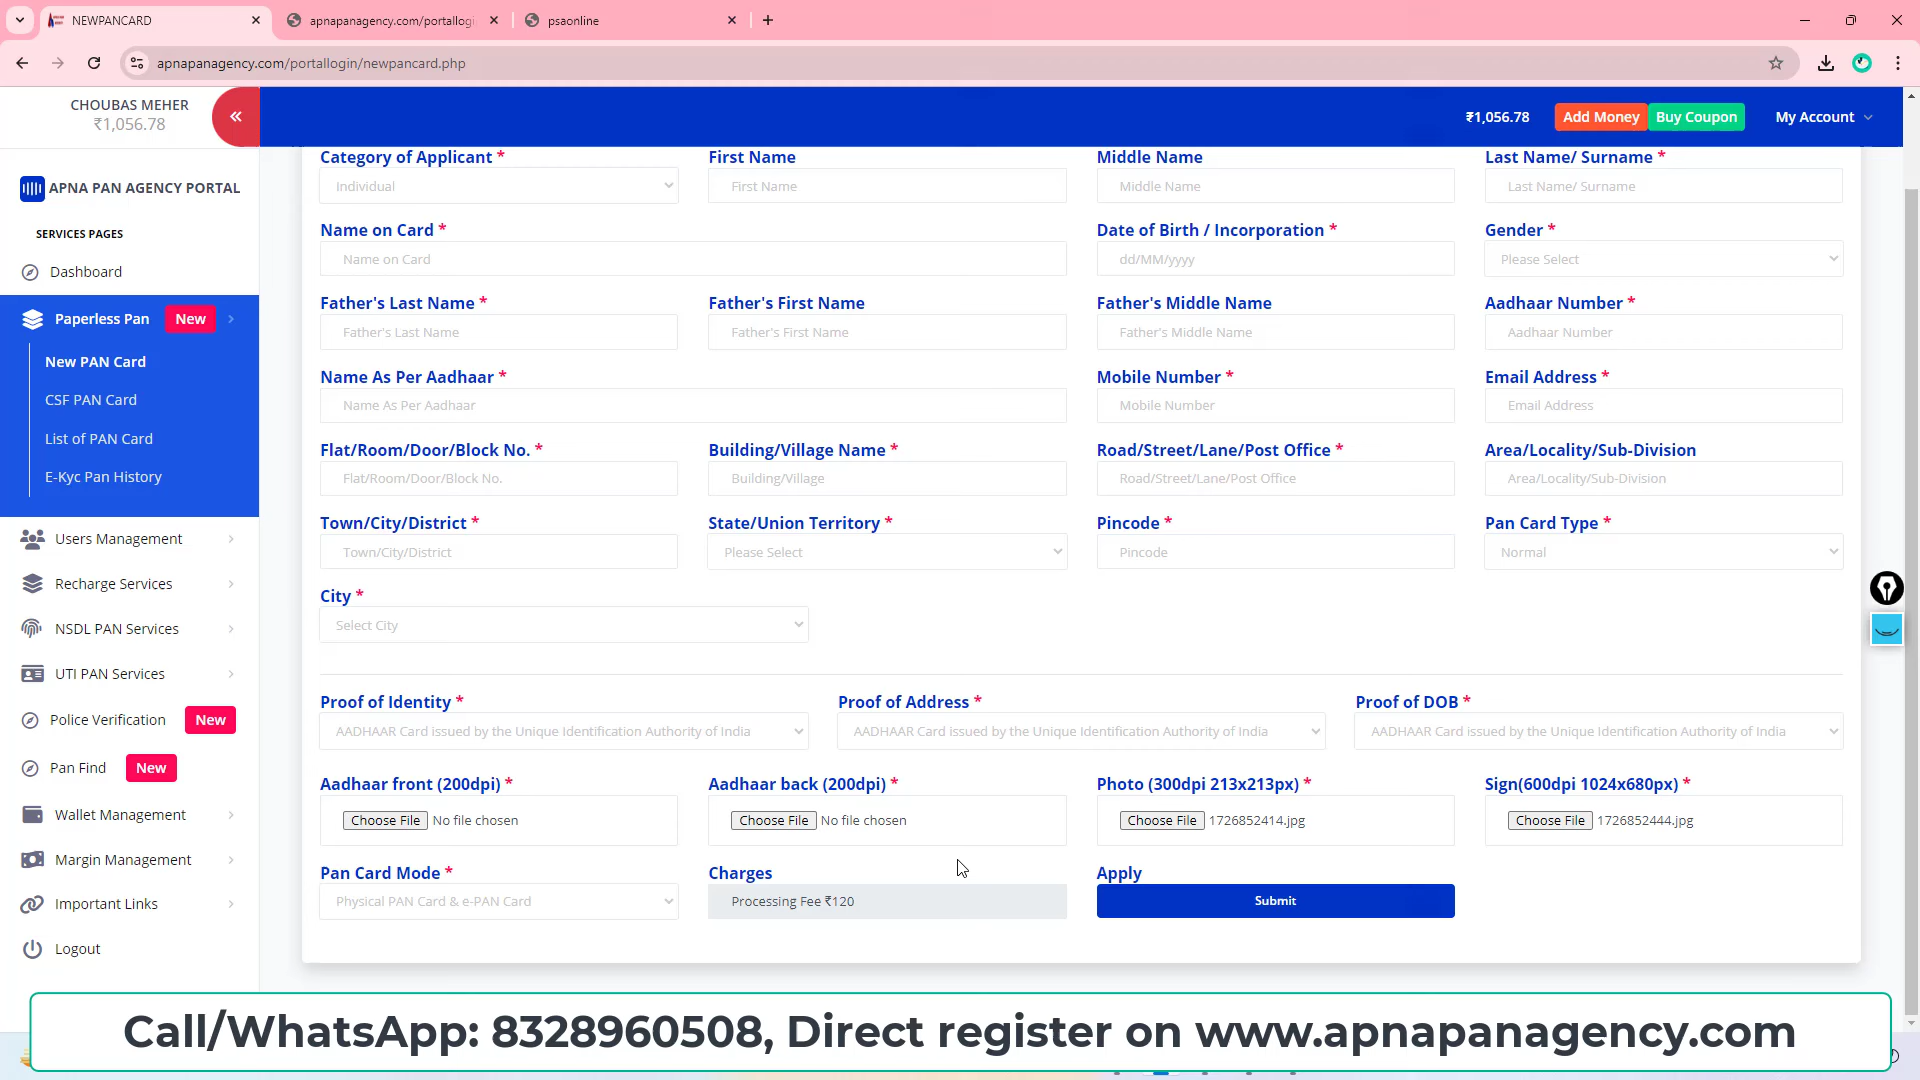 NEWPANCARD
apnapanagency.com/portallogi
psaonline
apnapanagency.com/portallogin/newpancard.php
CHOUBAS MEHER
₹1,056.78
₹1,056.78
Add Money
Buy Coupon
My Account
APNA PAN AGENCY PORTAL
SERVICES PAGES
Dashboard
Paperless Pan New
New PAN Card
CSF PAN Card
List of PAN Card
E-Kyc Pan History
Users Management
Recharge Services
NSDL PAN Services
UTI PAN Services
Police Verification New
Pan Find New
Wallet Management
Margin Management
Important Links
Logout
Category of Applicant * First Name Middle Name Last Name/ Surname *
Individual First Name Middle Name Last Name/ Surname
Name on Card * Date of Birth / Incorporation * Gender *
Name on Card dd/MM/yyyy Please Select
Father's Last Name * Father's First Name Father's Middle Name Aadhaar Number *
Father's Last Name Father's First Name Father's Middle Name Aadhaar Number
Name As Per Aadhaar * Mobile Number * Email Address *
Name As Per Aadhaar Mobile Number Email Address
Flat/Room/Door/Block No. * Building/Village Name * Road/Street/Lane/Post Office * Area/Locality/Sub-Division
Flat/Room/Door/Block No. Building/Village Road/Street/Lane/Post Office Area/Locality/Sub-Division
Town/City/District * State/Union Territory * Pincode * Pan Card Type *
Town/City/District Please Select Pincode Normal
City *
Select City
Proof of Identity * Proof of Address * Proof of DOB *
AADHAAR Card issued by the Unique Identification Authority of India AADHAAR Card issued by the Unique Identification Authority of India AADHAAR Card issued by the Unique Identification Authority of India
Aadhaar front (200dpi) * Aadhaar back (200dpi) * Photo (300dpi 213x213px) * Sign(600dpi 1024x680px) *
Choose File No file chosen Choose File No file chosen Choose File 1726852414.jpg Choose File 1726852444.jpg
Pan Card Mode * Charges Apply
Physical PAN Card & e-PAN Card Processing Fee ₹120 Submit
Call/WhatsApp: 8328960508, Direct register on www.apnapanagency.com